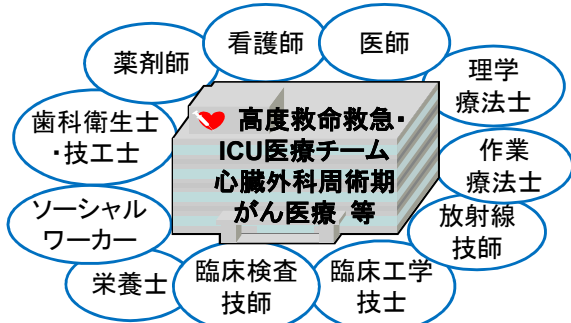 看護師
医師
薬剤師
理学
療法士
歯科衛生士
・技工士
高度救命救急・
ICU医療チーム
心臓外科周術期
がん医療 等
作業
療法士
ソーシャル
ワーカー
放射線
技師
栄養士
臨床検査
技師
臨床工学
技士